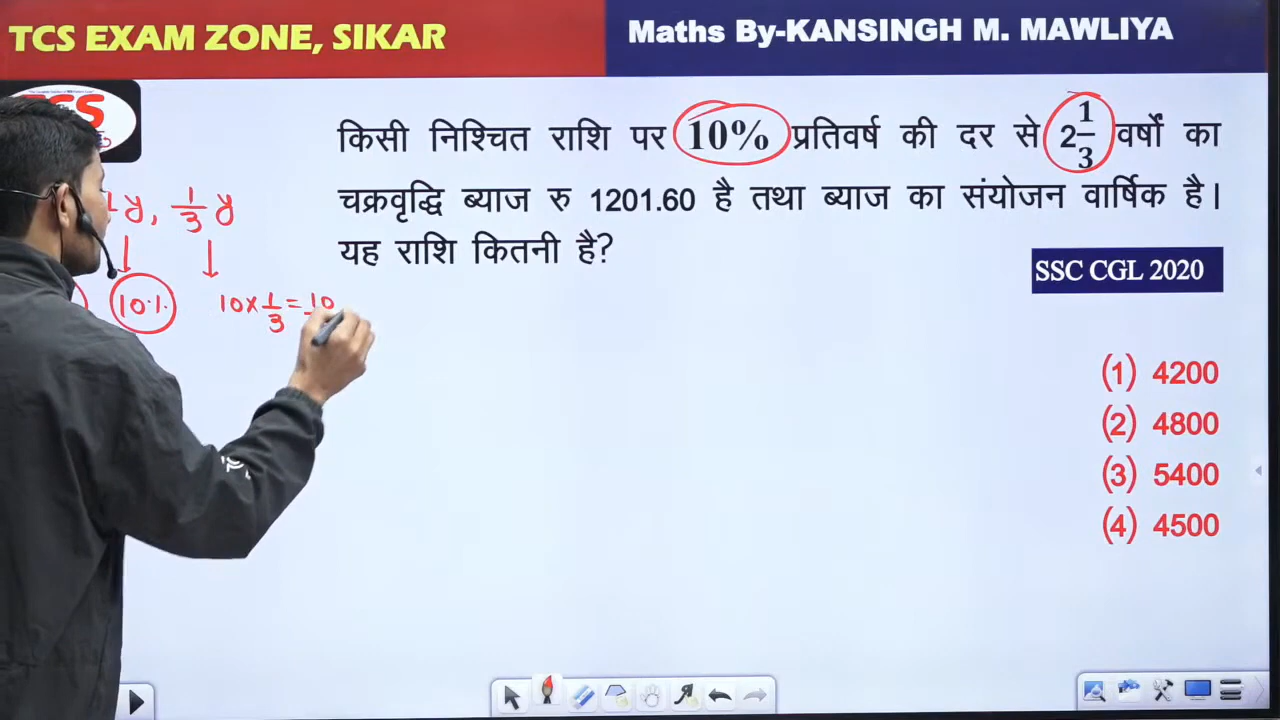 TCS EXAM ZONE, SIKAR
Maths By-KANSINGH M. MAWLIYA
किसी निश्चित राशि पर 10% प्रतिवर्ष की दर से 2 1/3 वर्षों का
चक्रवृद्धि ब्याज रु 1201.60 है तथा ब्याज का संयोजन वार्षिक है।
यह राशि कितनी है?
SSC CGL 2020
y, 1/3 y
10% 10 × 1/3 = 10
(1) 4200
(2) 4800
(3) 5400
(4) 4500